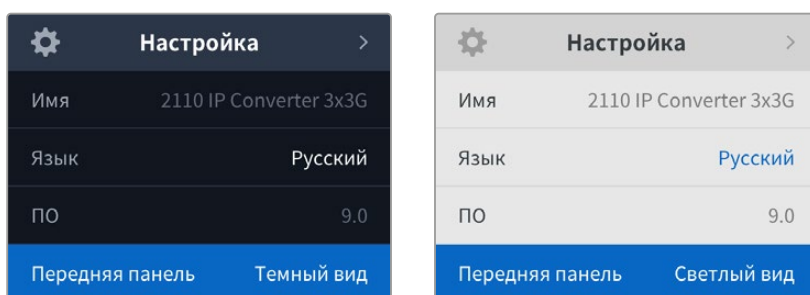 Настройка
Имя 2110 IP Converter 3x3G
Язык Русский
ПО 9.0
Передняя панель Темный вид
Настройка
Имя 2110 IP Converter 3x3G
Язык Русский
ПО 9.0
Передняя панель Светлый вид